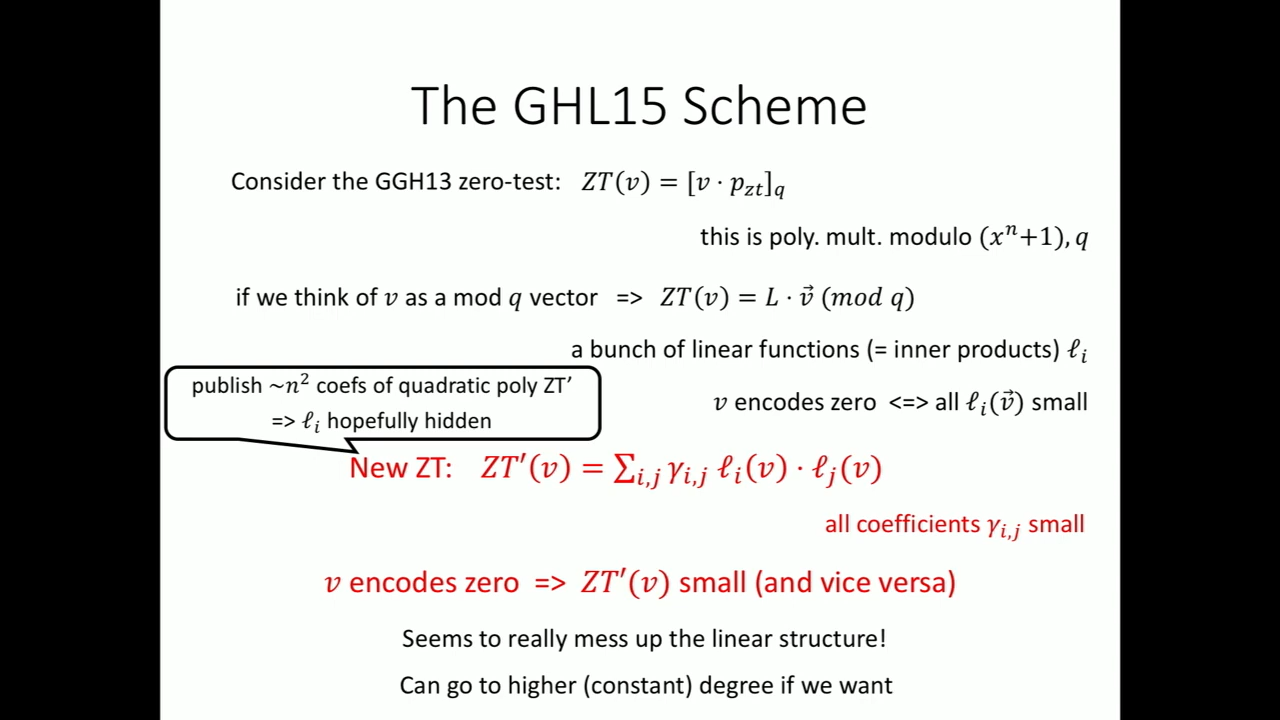 The GHL15 Scheme
Consider the GGH13 zero-test: ZT(v) = [v · p_zt]_q
this is poly. mult. modulo (x^n+1), q
if we think of v as a mod q vector => ZT(v) = L · v⃗ (mod q)
a bunch of linear functions (= inner products) ℓ_i
publish ~n² coefs of quadratic poly ZT′
=> ℓ_i hopefully hidden
v encodes zero <=> all ℓ_i(v⃗) small
New ZT: ZT′(v) = ∑_{i,j} γ_{i,j} ℓ_i(v) · ℓ_j(v)
all coefficients γ_{i,j} small
v encodes zero => ZT′(v) small (and vice versa)
Seems to really mess up the linear structure!
Can go to higher (constant) degree if we want